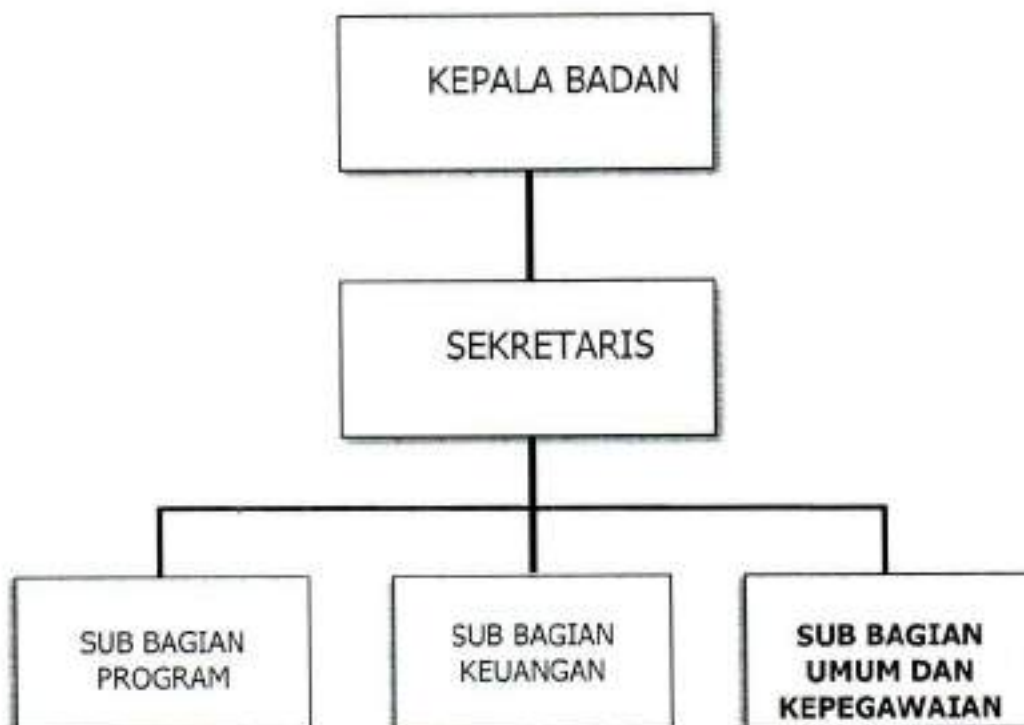 KEPALA BADAN
SEKRETARIS
SUB BAGIAN
PROGRAM
SUB BAGIAN
KEUANGAN
SUB BAGIAN
UMUM DAN
KEPEGAWAIAN